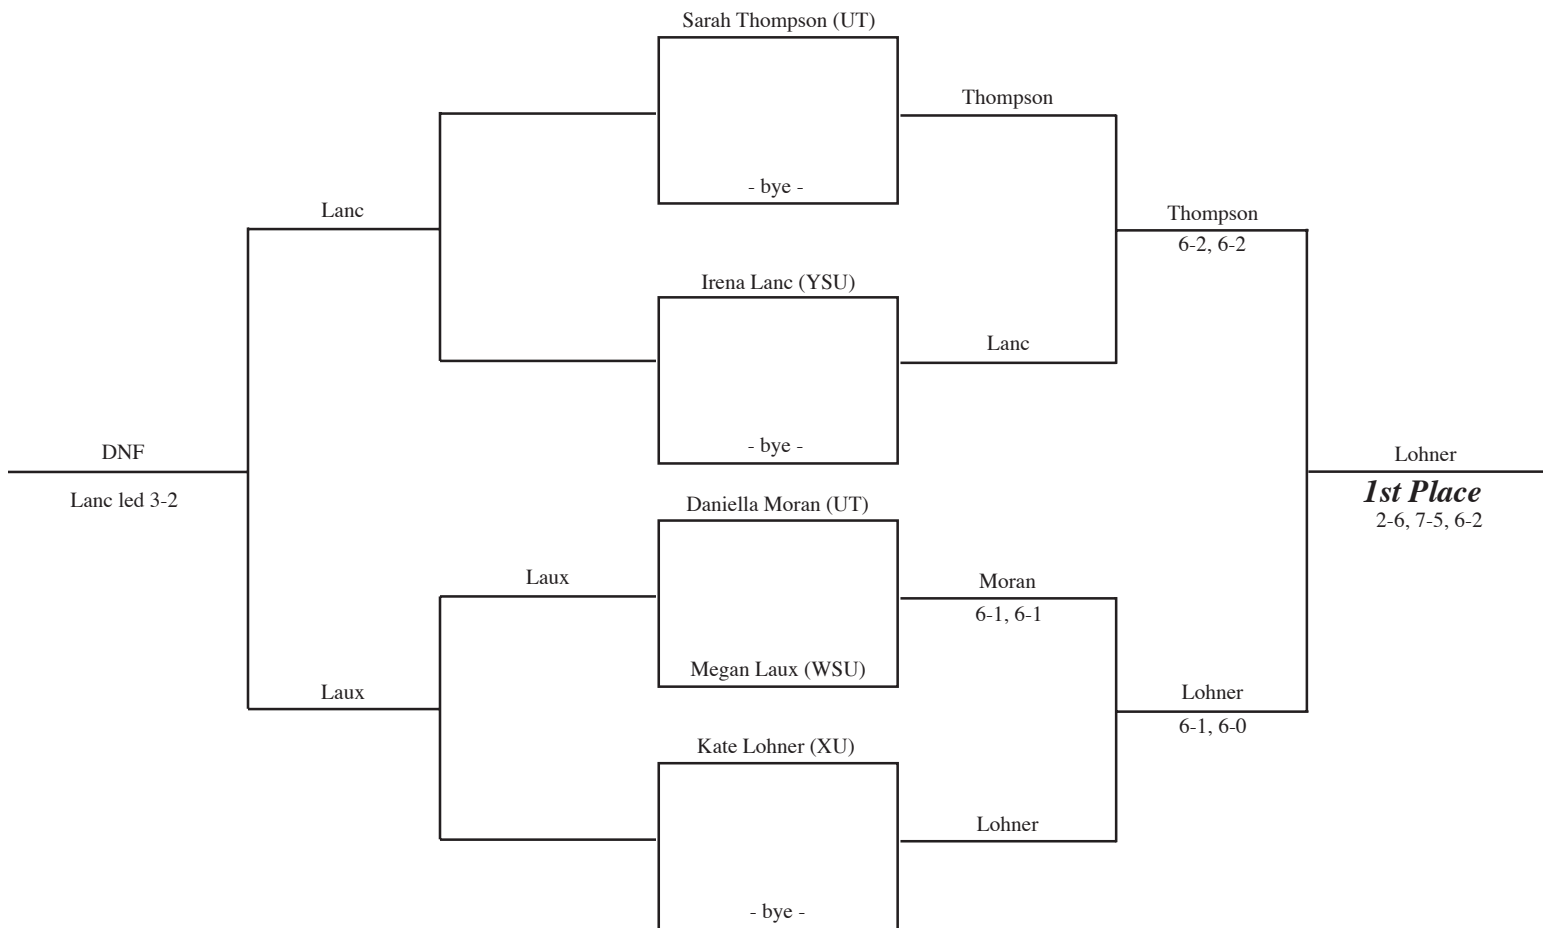 Sarah Thompson (UT)
Thompson
- bye -
Lanc
Thompson
6-2, 6-2
Irena Lanc (YSU)
Lanc
- bye -
DNF
Lanc led 3-2
Lohner
1st Place
2-6, 7-5, 6-2
Daniella Moran (UT)
Laux
Moran
6-1, 6-1
Megan Laux (WSU)
Laux
Lohner
6-1, 6-0
Kate Lohner (XU)
Lohner
- bye -